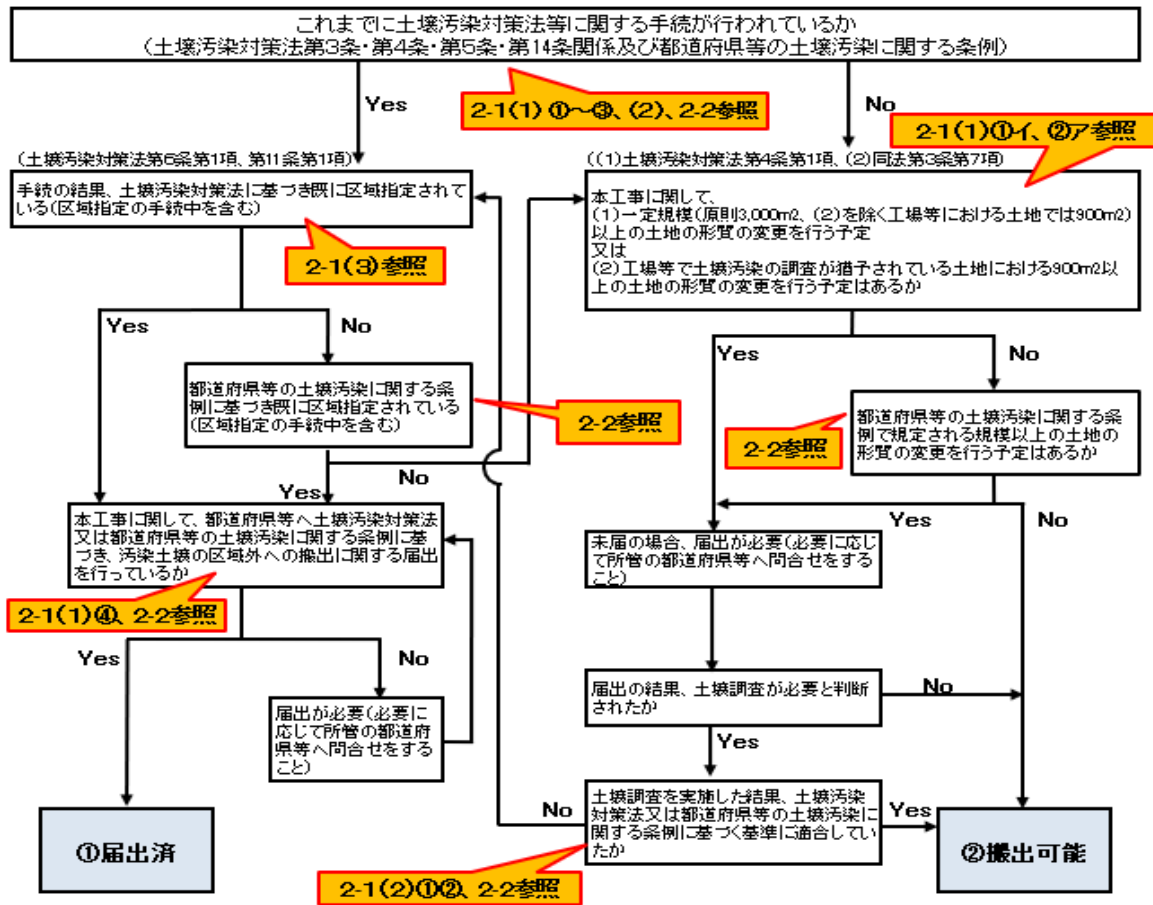 これまでに土壌汚染対策法等に関する手続が行われているか
(土壌汚染対策法第3条・第4条・第5条・第14条関係及び都道府県等の土壌汚染に関する条例)
Yes
2-1(1)①～③、(2)、2-2参照
No
2-1(1)①イ、②ア参照
(土壌汚染対策法第6条第1項、第11条第1項)
((1)土壌汚染対策法第4条第1項、(2)同法第3条第7項)
手続の結果、土壌汚染対策法に基づき既に区域指定されて
いる(区域指定の手続中を含む)
本工事に関して、
(1)一定規模(原則3,000m2、(2)を除く工場等における土地では900m2)
以上の土地の形質の変更を行う予定
又は
(2)工場等で土壌汚染の調査が猶予されている土地における900m2以
上の土地の形質の変更を行う予定はあるか
2-1(3)参照
Yes
No
Yes
No
都道府県等の土壌汚染に関する条
例に基づき既に区域指定されている
(区域指定の手続中を含む)
2-2参照
都道府県等の土壌汚染に関する条
例で規定される規模以上の土地の
形質の変更を行う予定はあるか
2-2参照
Yes
No
Yes
No
本工事に関して、都道府県等へ土壌汚染対策法
又は都道府県等の土壌汚染に関する条例に基
づき、汚染土壌の区域外への搬出に関する届出
を行っているか
未届の場合、届出が必要(必要に応じ
て所管の都道府県等へ問合せをする
こと)
2-1(1)④、2-2参照
Yes
No
届出が必要(必要に
応じて所管の都道府
県等へ問合せをする
こと)
届出の結果、土壌調査が必要と判断
されたか
No
Yes
土壌調査を実施した結果、土壌汚染
対策法又は都道府県等の土壌汚染に
関する条例に基づく基準に適合してい
たか
No
Yes
①届出済
②搬出可能
2-1(2)①②、2-2参照